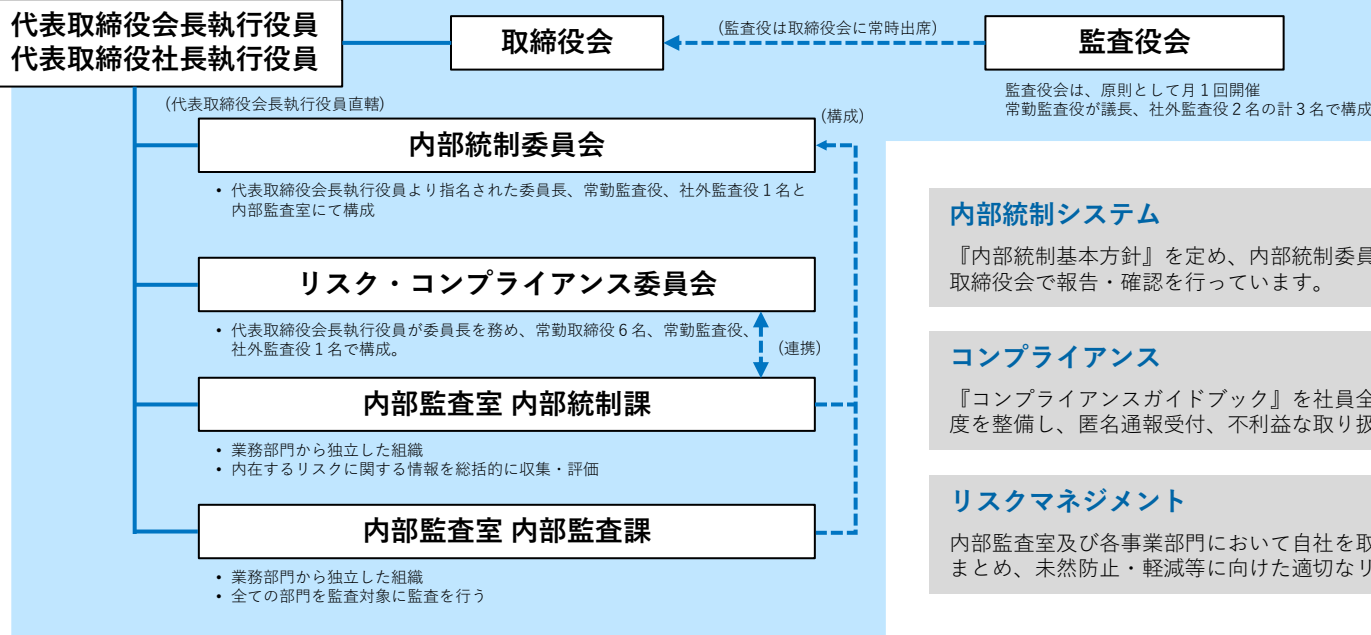 代表取締役会長執行役員
代表取締役社長執行役員
取締役会
(監査役は取締役会に常時出席)
監査役会
監査役会は、原則として月１回開催
常勤監査役が議長、社外監査役２名の計３名で構成
(代表取締役会長執行役員直轄)
(構成)
内部統制委員会
• 代表取締役会長執行役員より指名された委員長、常勤監査役、社外監査役１名と
内部監査室にて構成
リスク・コンプライアンス委員会
• 代表取締役会長執行役員が委員長を務め、常勤取締役６名、常勤監査役、
社外監査役１名で構成。
(連携)
内部監査室 内部統制課
• 業務部門から独立した組織
• 内在するリスクに関する情報を総括的に収集・評価
内部監査室 内部監査課
• 業務部門から独立した組織
• 全ての部門を監査対象に監査を行う
内部統制システム
『内部統制基本方針』を定め、内部統制委員
取締役会で報告・確認を行っています。
コンプライアンス
『コンプライアンスガイドブック』を社員全
度を整備し、匿名通報受付、不利益な取り扱
リスクマネジメント
内部監査室及び各事業部門において自社を取
まとめ、未然防止・軽減等に向けた適切なリ